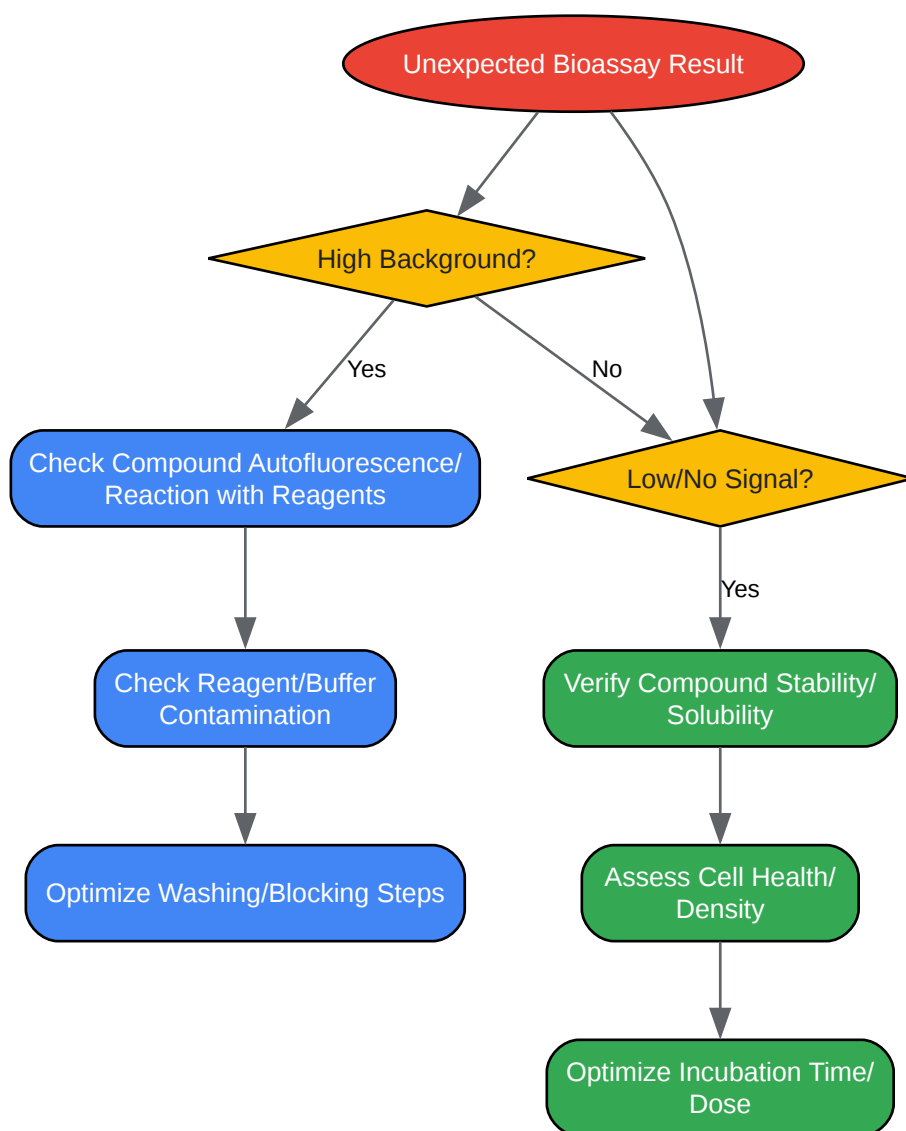 Unexpected Bioassay Result
High Background?
Yes
No
Check Compound Autofluorescence/
Reaction with Reagents
Low/No Signal?
Yes
Check Reagent/Buffer
Contamination
Verify Compound Stability/
Solubility
Optimize Washing/Blocking Steps
Assess Cell Health/
Density
Optimize Incubation Time/
Dose